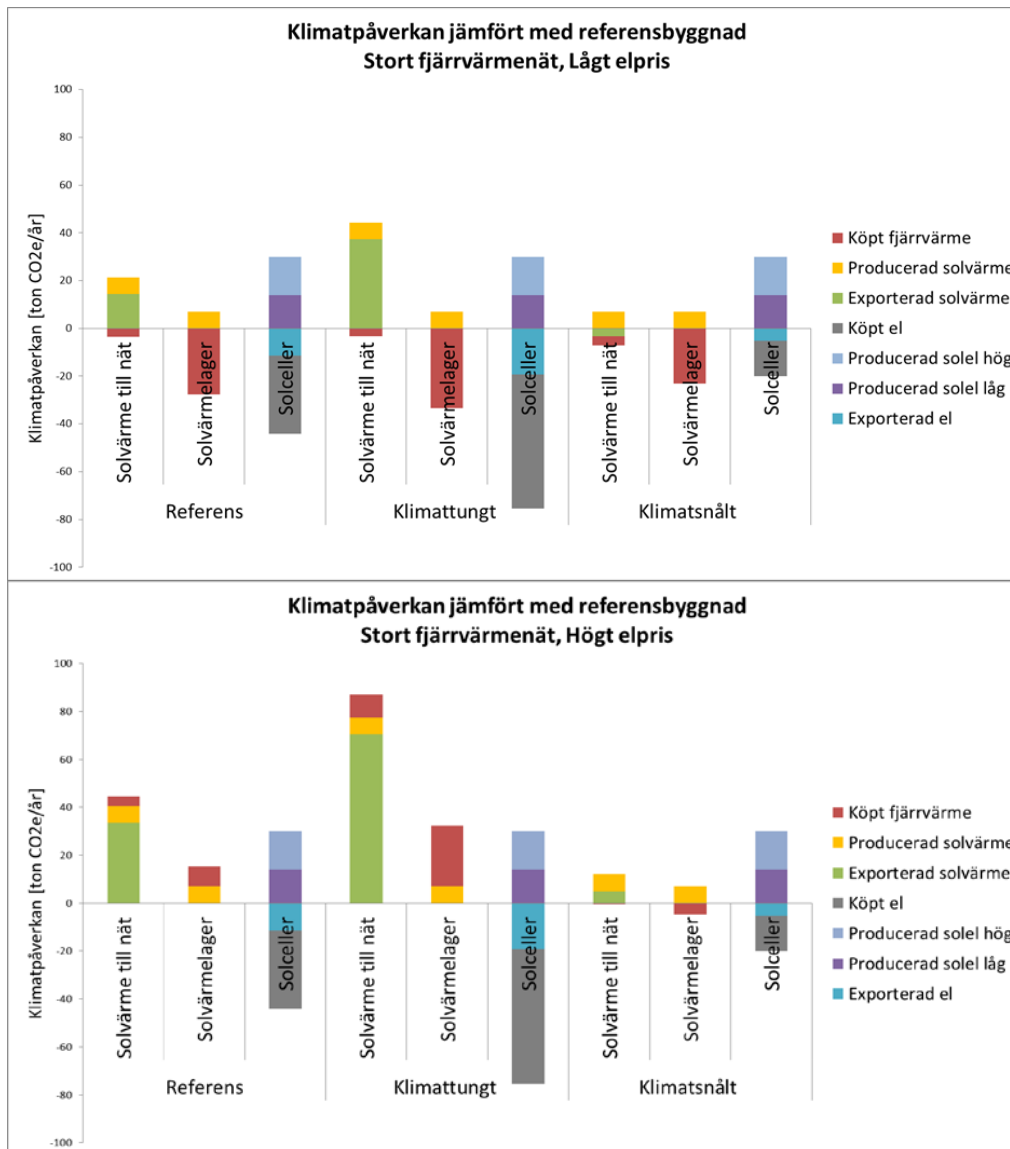 Klimatpåverkan jämfört med referensbyggnad
Stort fjärrvärmenät, Lågt elpris
Klimatpåverkan [ton CO2e/år]
100
80
60
40
20
0
-20
-40
-60
-80
-100
Solvärme till nät
Solvärmelager
Solceller
Solvärme till nät
Solvärmelager
Solceller
Solvärme till nät
Solvärmelager
Solceller
Referens
Klimattungt
Klimatsnålt
Köpt fjärrvärme
Producerad solvärme
Exporterad solvärme
Köpt el
Producerad solel hög
Producerad solel låg
Exporterad el
Klimatpåverkan jämfört med referensbyggnad
Stort fjärrvärmenät, Högt elpris
Klimatpåverkan [ton CO2e/år]
100
80
60
40
20
0
-20
-40
-60
-80
-100
Solvärme till nät
Solvärmelager
Solceller
Solvärme till nät
Solvärmelager
Solceller
Solvärme till nät
Solvärmelager
Solceller
Referens
Klimattungt
Klimatsnålt
Köpt fjärrvärme
Producerad solvärme
Exporterad solvärme
Köpt el
Producerad solel hög
Producerad solel låg
Exporterad el